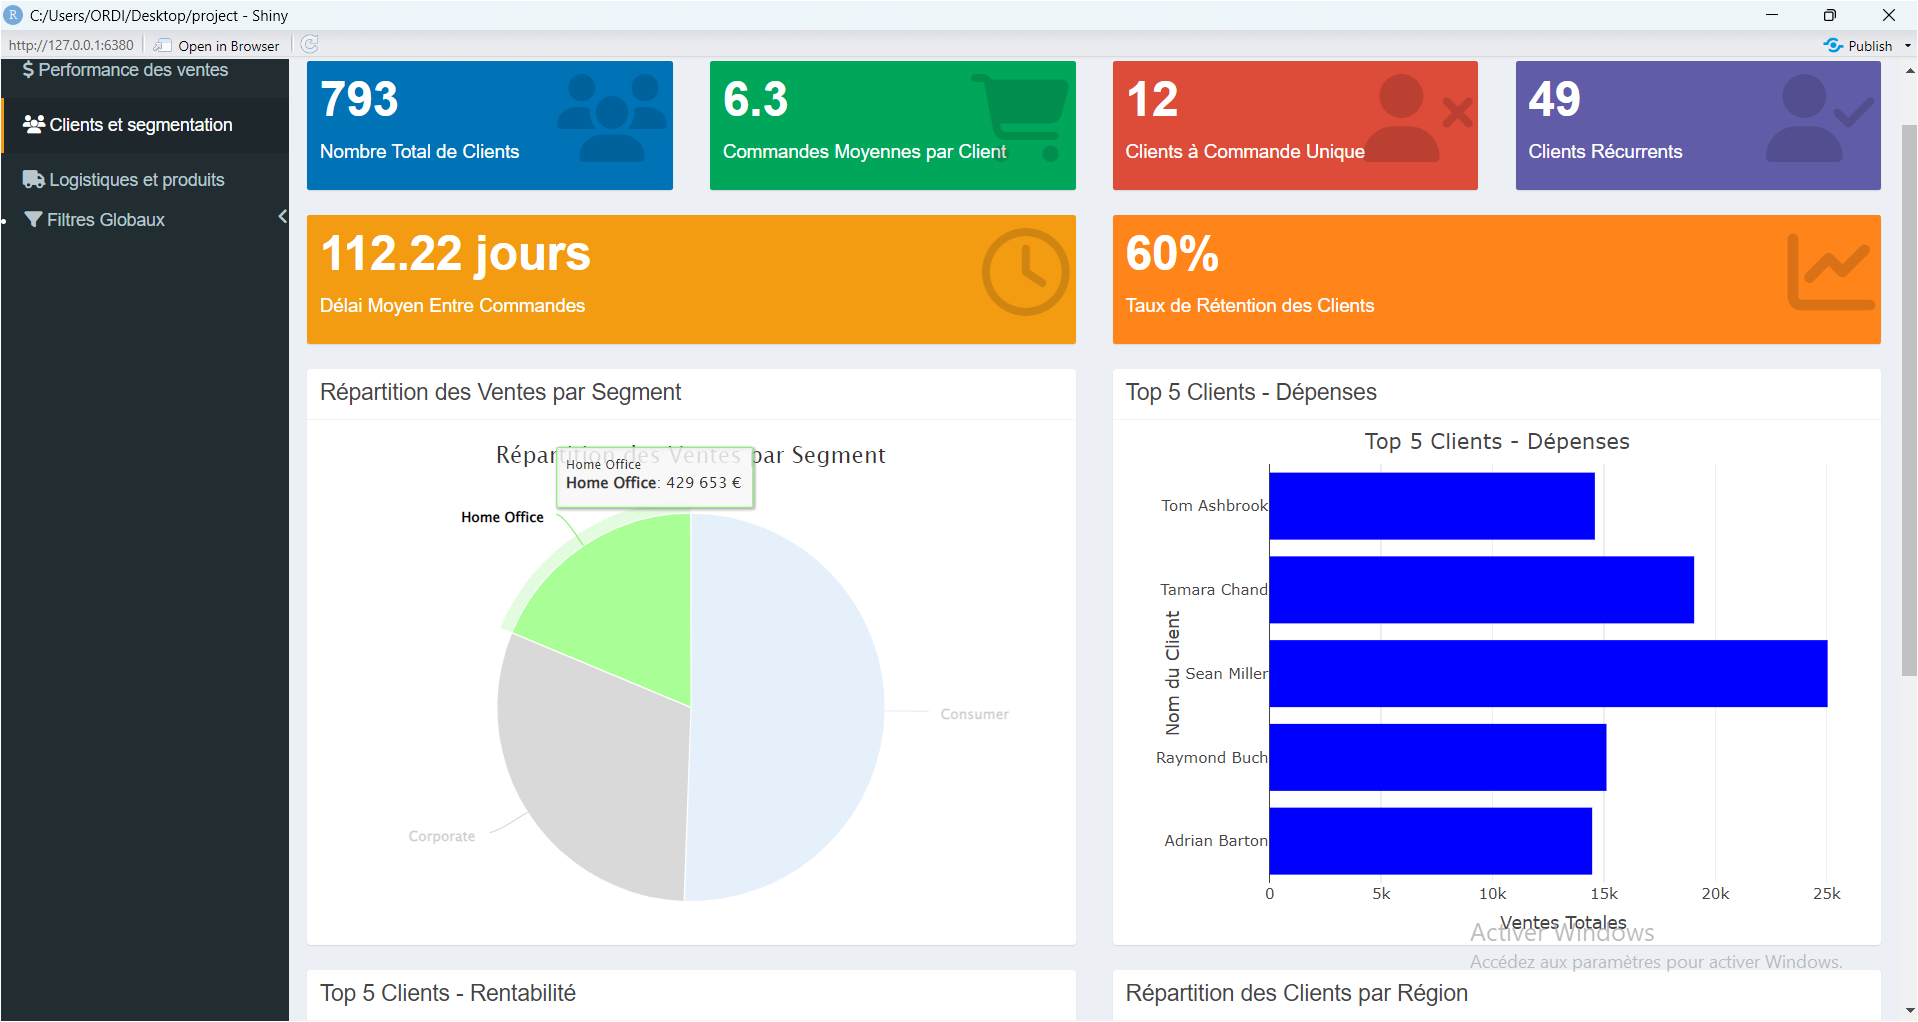 C:/Users/ORDI/Desktop/project - Shiny
http://127.0.0.1:6380
Open in Browser
Publish
$ Performance des ventes
Clients et segmentation
Logistiques et produits
Filtres Globaux
793
Nombre Total de Clients
6.3
Commandes Moyennes par Client
12
Clients à Commande Unique
49
Clients Récurrents
112.22 jours
Délai Moyen Entre Commandes
60%
Taux de Rétention des Clients
Répartition des Ventes par Segment
Répartition des Ventes par Segment
Home Office
Home Office: 429 653 €
Home Office
Consumer
Corporate
Top 5 Clients - Dépenses
Top 5 Clients - Dépenses
Nom du Client
Tom Ashbrook
Tamara Chand
Sean Miller
Raymond Buch
Adrian Barton
0 5k 10k 15k 20k 25k
Ventes Totales
Activer Windows
Accédez aux paramètres pour activer Windows.
Top 5 Clients - Rentabilité
Répartition des Clients par Région